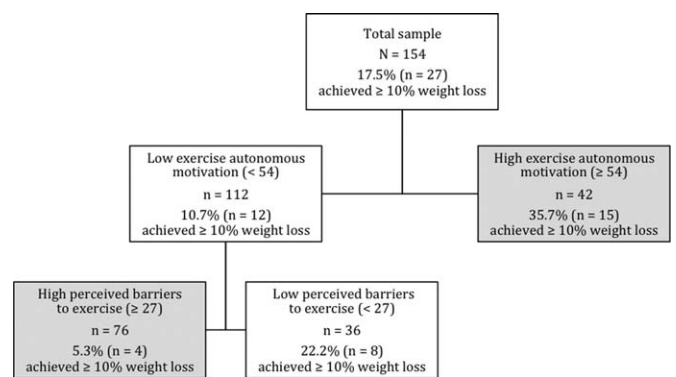 Total sample
N = 154
17.5% (n = 27)
achieved ≥ 10% weight loss
Low exercise autonomous
motivation (< 54)
n = 112
10.7% (n = 12)
achieved ≥ 10% weight loss
High exercise autonomous
motivation (≥ 54)
n = 42
35.7% (n = 15)
achieved ≥ 10% weight loss
High perceived barriers
to exercise (≥ 27)
n = 76
5.3% (n = 4)
achieved ≥ 10% weight loss
Low perceived barriers
to exercise (< 27)
n = 36
22.2% (n = 8)
achieved ≥ 10% weight loss